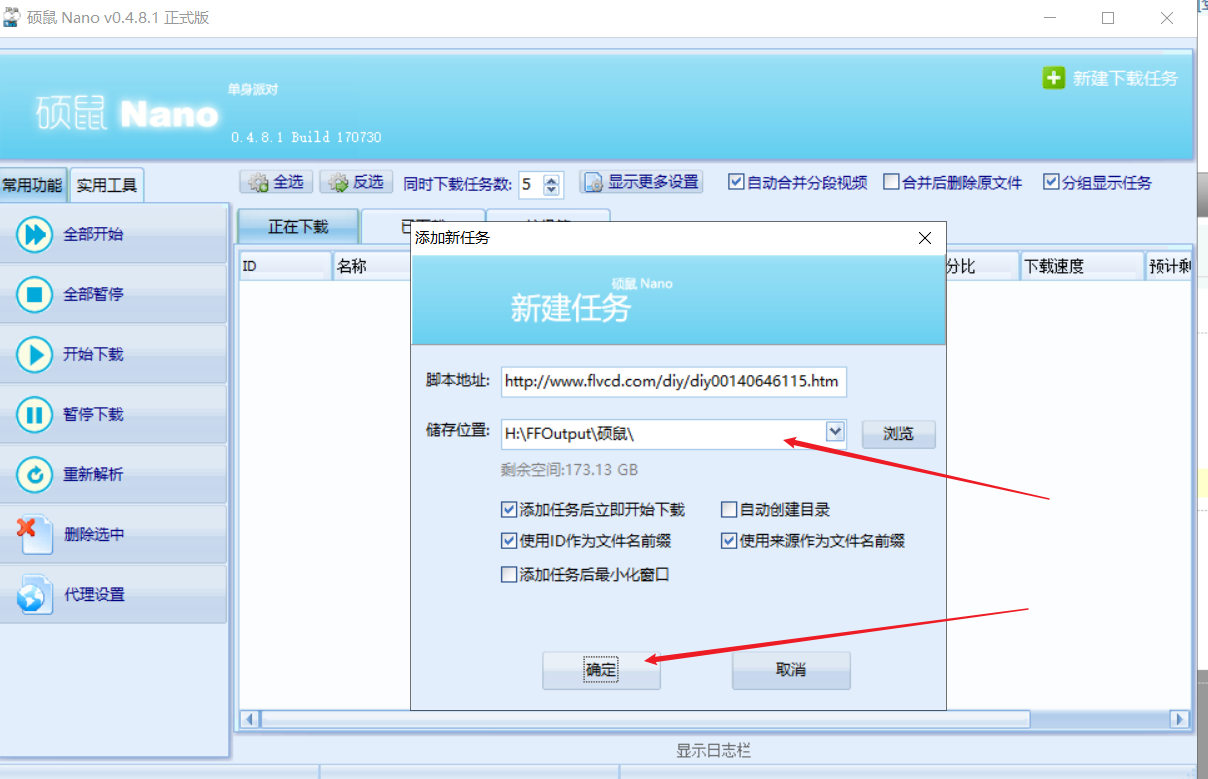 硕鼠 Nano v0.4.8.1 正式版
单身派对
新建下载任务
硕鼠 Nano
0.4.8.1 Build 170730
常用功能 实用工具
全选 反选 同时下载任务数: 5 显示更多设置 自动合并分段视频 合并后删除原文件 分组显示任务
正在下载
ID 名称 分比 下载速度 预计剩
全部开始
全部暂停
开始下载
暂停下载
重新解析
删除选中
代理设置
添加新任务
硕鼠 Nano
新建任务
脚本地址: http://www.flvcd.com/diy/diy00140646115.htm
储存位置: H:\FFOutput\硕鼠\ 浏览
剩余空间:173.13 GB
添加任务后立即开始下载 自动创建目录
使用ID作为文件名前缀 使用来源作为文件名前缀
添加任务后最小化窗口
确定 取消
显示日志栏